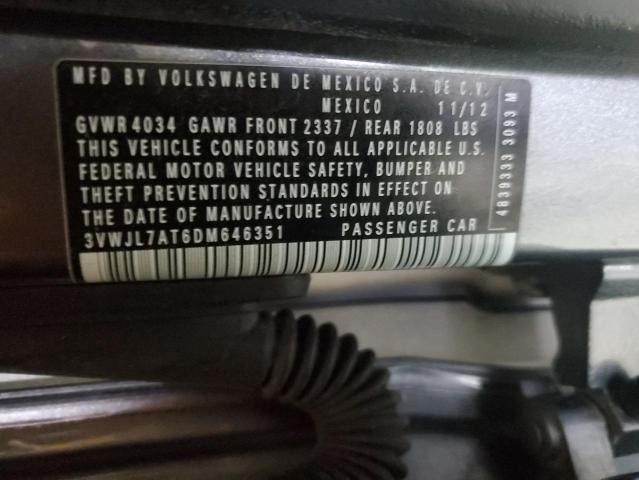 MFD BY VOLKSWAGEN DE MEXICO S.A. DE C.V.
MEXICO 11/12
GVWR 4034 GAWR FRONT 2337 / REAR 1808 LBS
THIS VEHICLE CONFORMS TO ALL APPLICABLE U.S.
FEDERAL MOTOR VEHICLE SAFETY, BUMPER AND
THEFT PREVENTION STANDARDS IN EFFECT ON
THE DATE OF MANUFACTURE SHOWN ABOVE.
3VWJL7AT6DM646351 PASSENGER CAR
4839333 3093 M